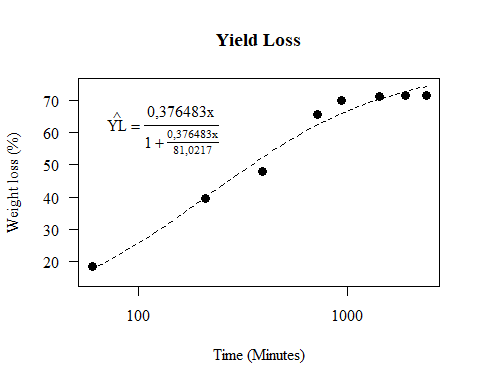 Yield Loss
ŶL = 0,376483x / (1 + 0,376483x / 81,0217)
Weight loss (%)
70
60
50
40
30
20
100 1000
Time (Minutes)